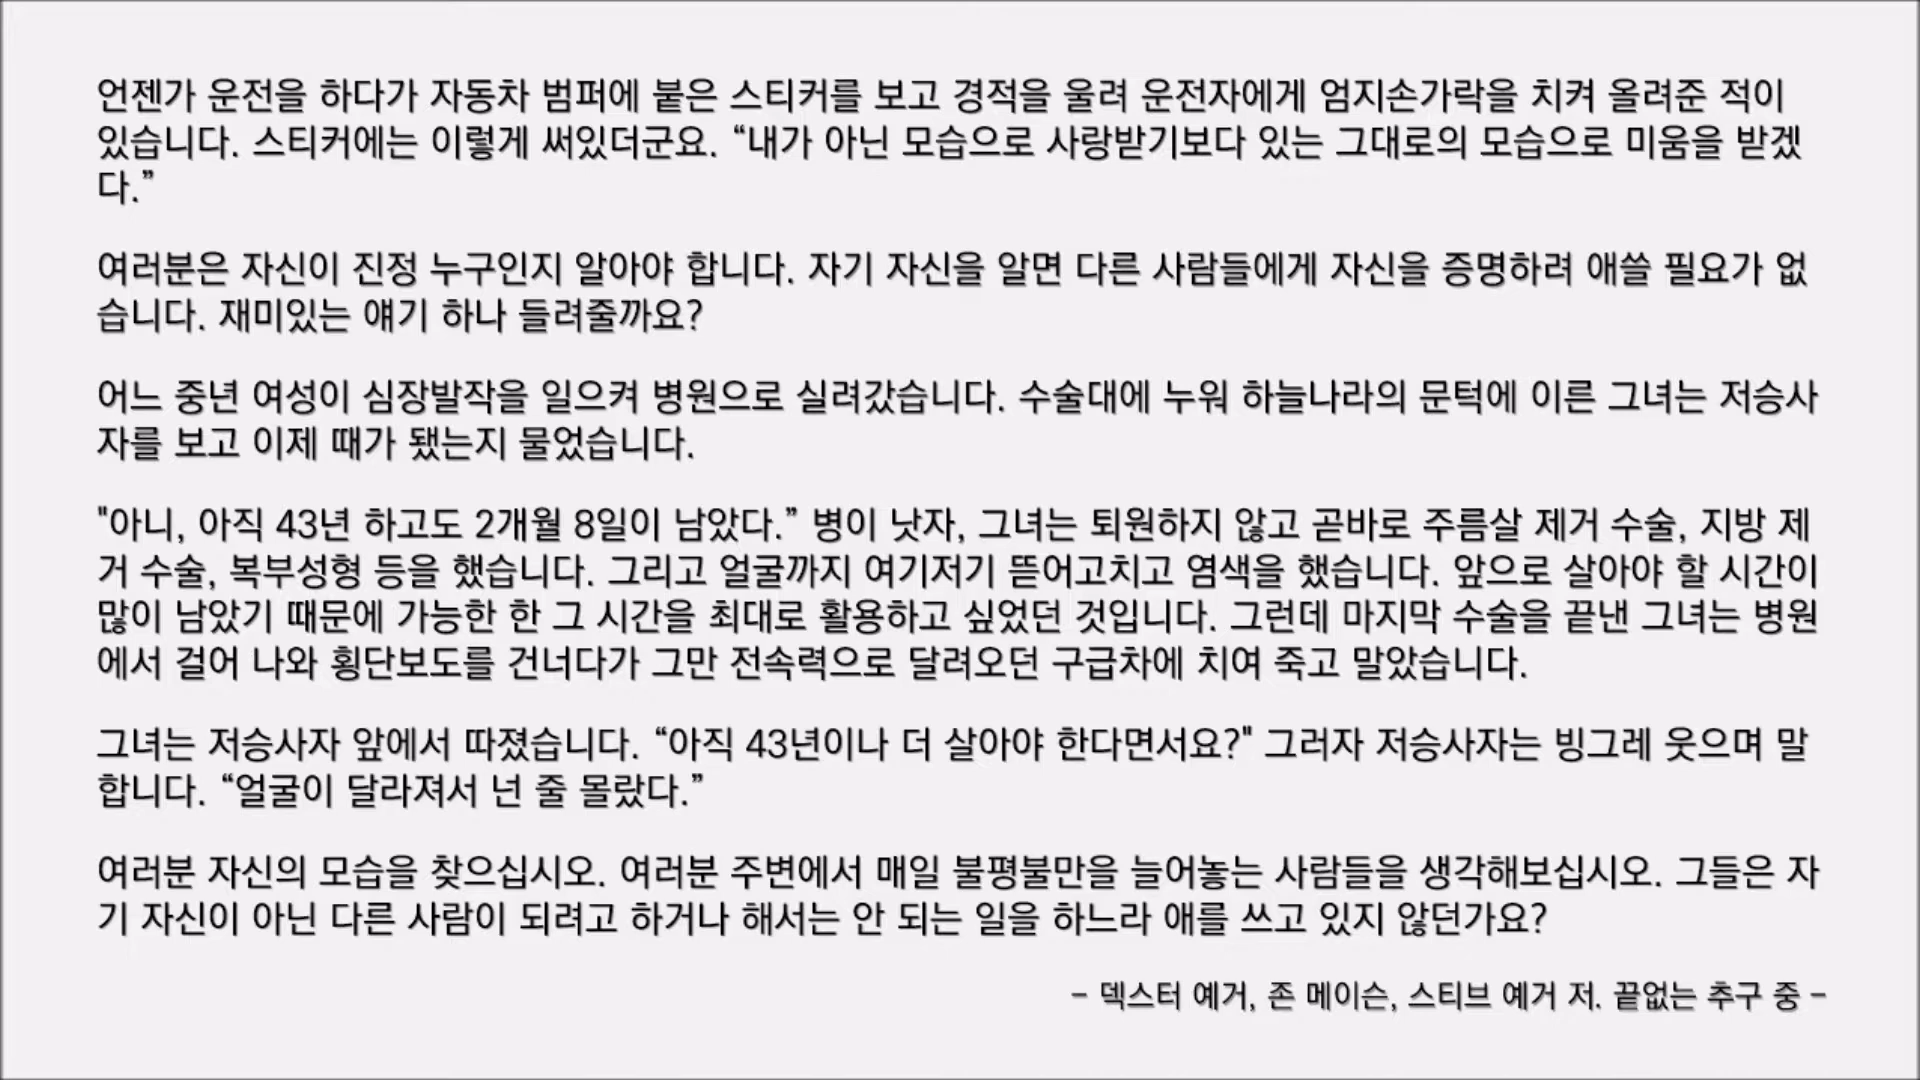 언젠가 운전을 하다가 자동차 범퍼에 붙은 스티커를 보고 경적을 울려 운전자에게 엄지손가락을 치켜 올려준 적이
있습니다. 스티커에는 이렇게 써있더군요. “내가 아닌 모습으로 사랑받기보다 있는 그대로의 모습으로 미움을 받겠
다.”
여러분은 자신이 진정 누구인지 알아야 합니다. 자기 자신을 알면 다른 사람들에게 자신을 증명하려 애쓸 필요가 없
습니다. 재미있는 얘기 하나 들려줄까요?
어느 중년 여성이 심장발작을 일으켜 병원으로 실려갔습니다. 수술대에 누워 하늘나라의 문턱에 이른 그녀는 저승사
자를 보고 이제 때가 됐는지 물었습니다.
"아니, 아직 43년 하고도 2개월 8일이 남았다.” 병이 낫자, 그녀는 퇴원하지 않고 곧바로 주름살 제거 수술, 지방 제
거 수술, 복부성형 등을 했습니다. 그리고 얼굴까지 여기저기 뜯어고치고 염색을 했습니다. 앞으로 살아야 할 시간이
많이 남았기 때문에 가능한 한 그 시간을 최대로 활용하고 싶었던 것입니다. 그런데 마지막 수술을 끝낸 그녀는 병원
에서 걸어 나와 횡단보도를 건너다가 그만 전속력으로 달려오던 구급차에 치여 죽고 말았습니다.
그녀는 저승사자 앞에서 따졌습니다. “아직 43년이나 더 살아야 한다면서요?" 그러자 저승사자는 빙그레 웃으며 말
합니다. “얼굴이 달라져서 넌 줄 몰랐다.”
여러분 자신의 모습을 찾으십시오. 여러분 주변에서 매일 불평불만을 늘어놓는 사람들을 생각해보십시오. 그들은 자
기 자신이 아닌 다른 사람이 되려고 하거나 해서는 안 되는 일을 하느라 애를 쓰고 있지 않던가요?
– 덱스터 예거, 존 메이슨, 스티브 예거 저. 끝없는 추구 중 –